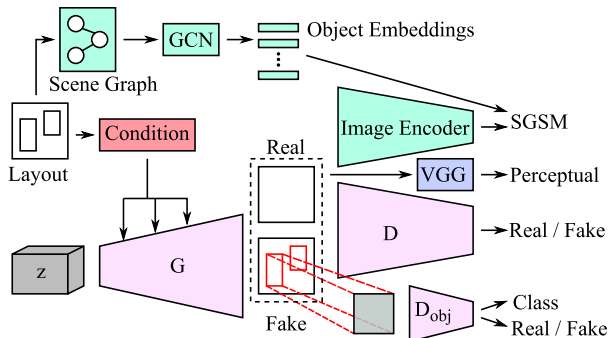 GCN
Object Embeddings
Scene Graph
Image Encoder
SGSM
Condition
Real
Layout
VGG
Perceptual
D
Real / Fake
G
z
Fake
D_obj
Class
Real / Fake